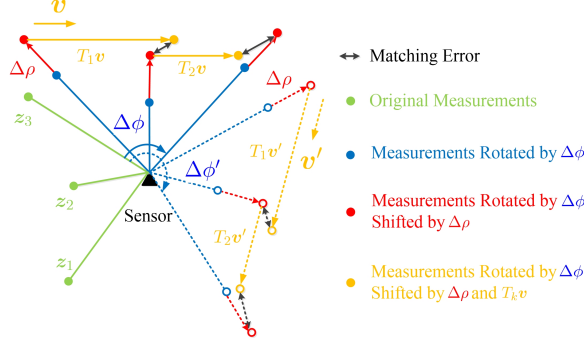 v
T₁v
T₂v
Δρ
Δρ
z₃
Δϕ
Δϕ′
T₁v′
v′
z₂
Sensor
T₂v′
z₁
Matching Error
Original Measurements
Measurements Rotated by Δϕ
Measurements Rotated by Δϕ
Shifted by Δρ
Measurements Rotated by Δϕ
Shifted by Δρ and Tₖv